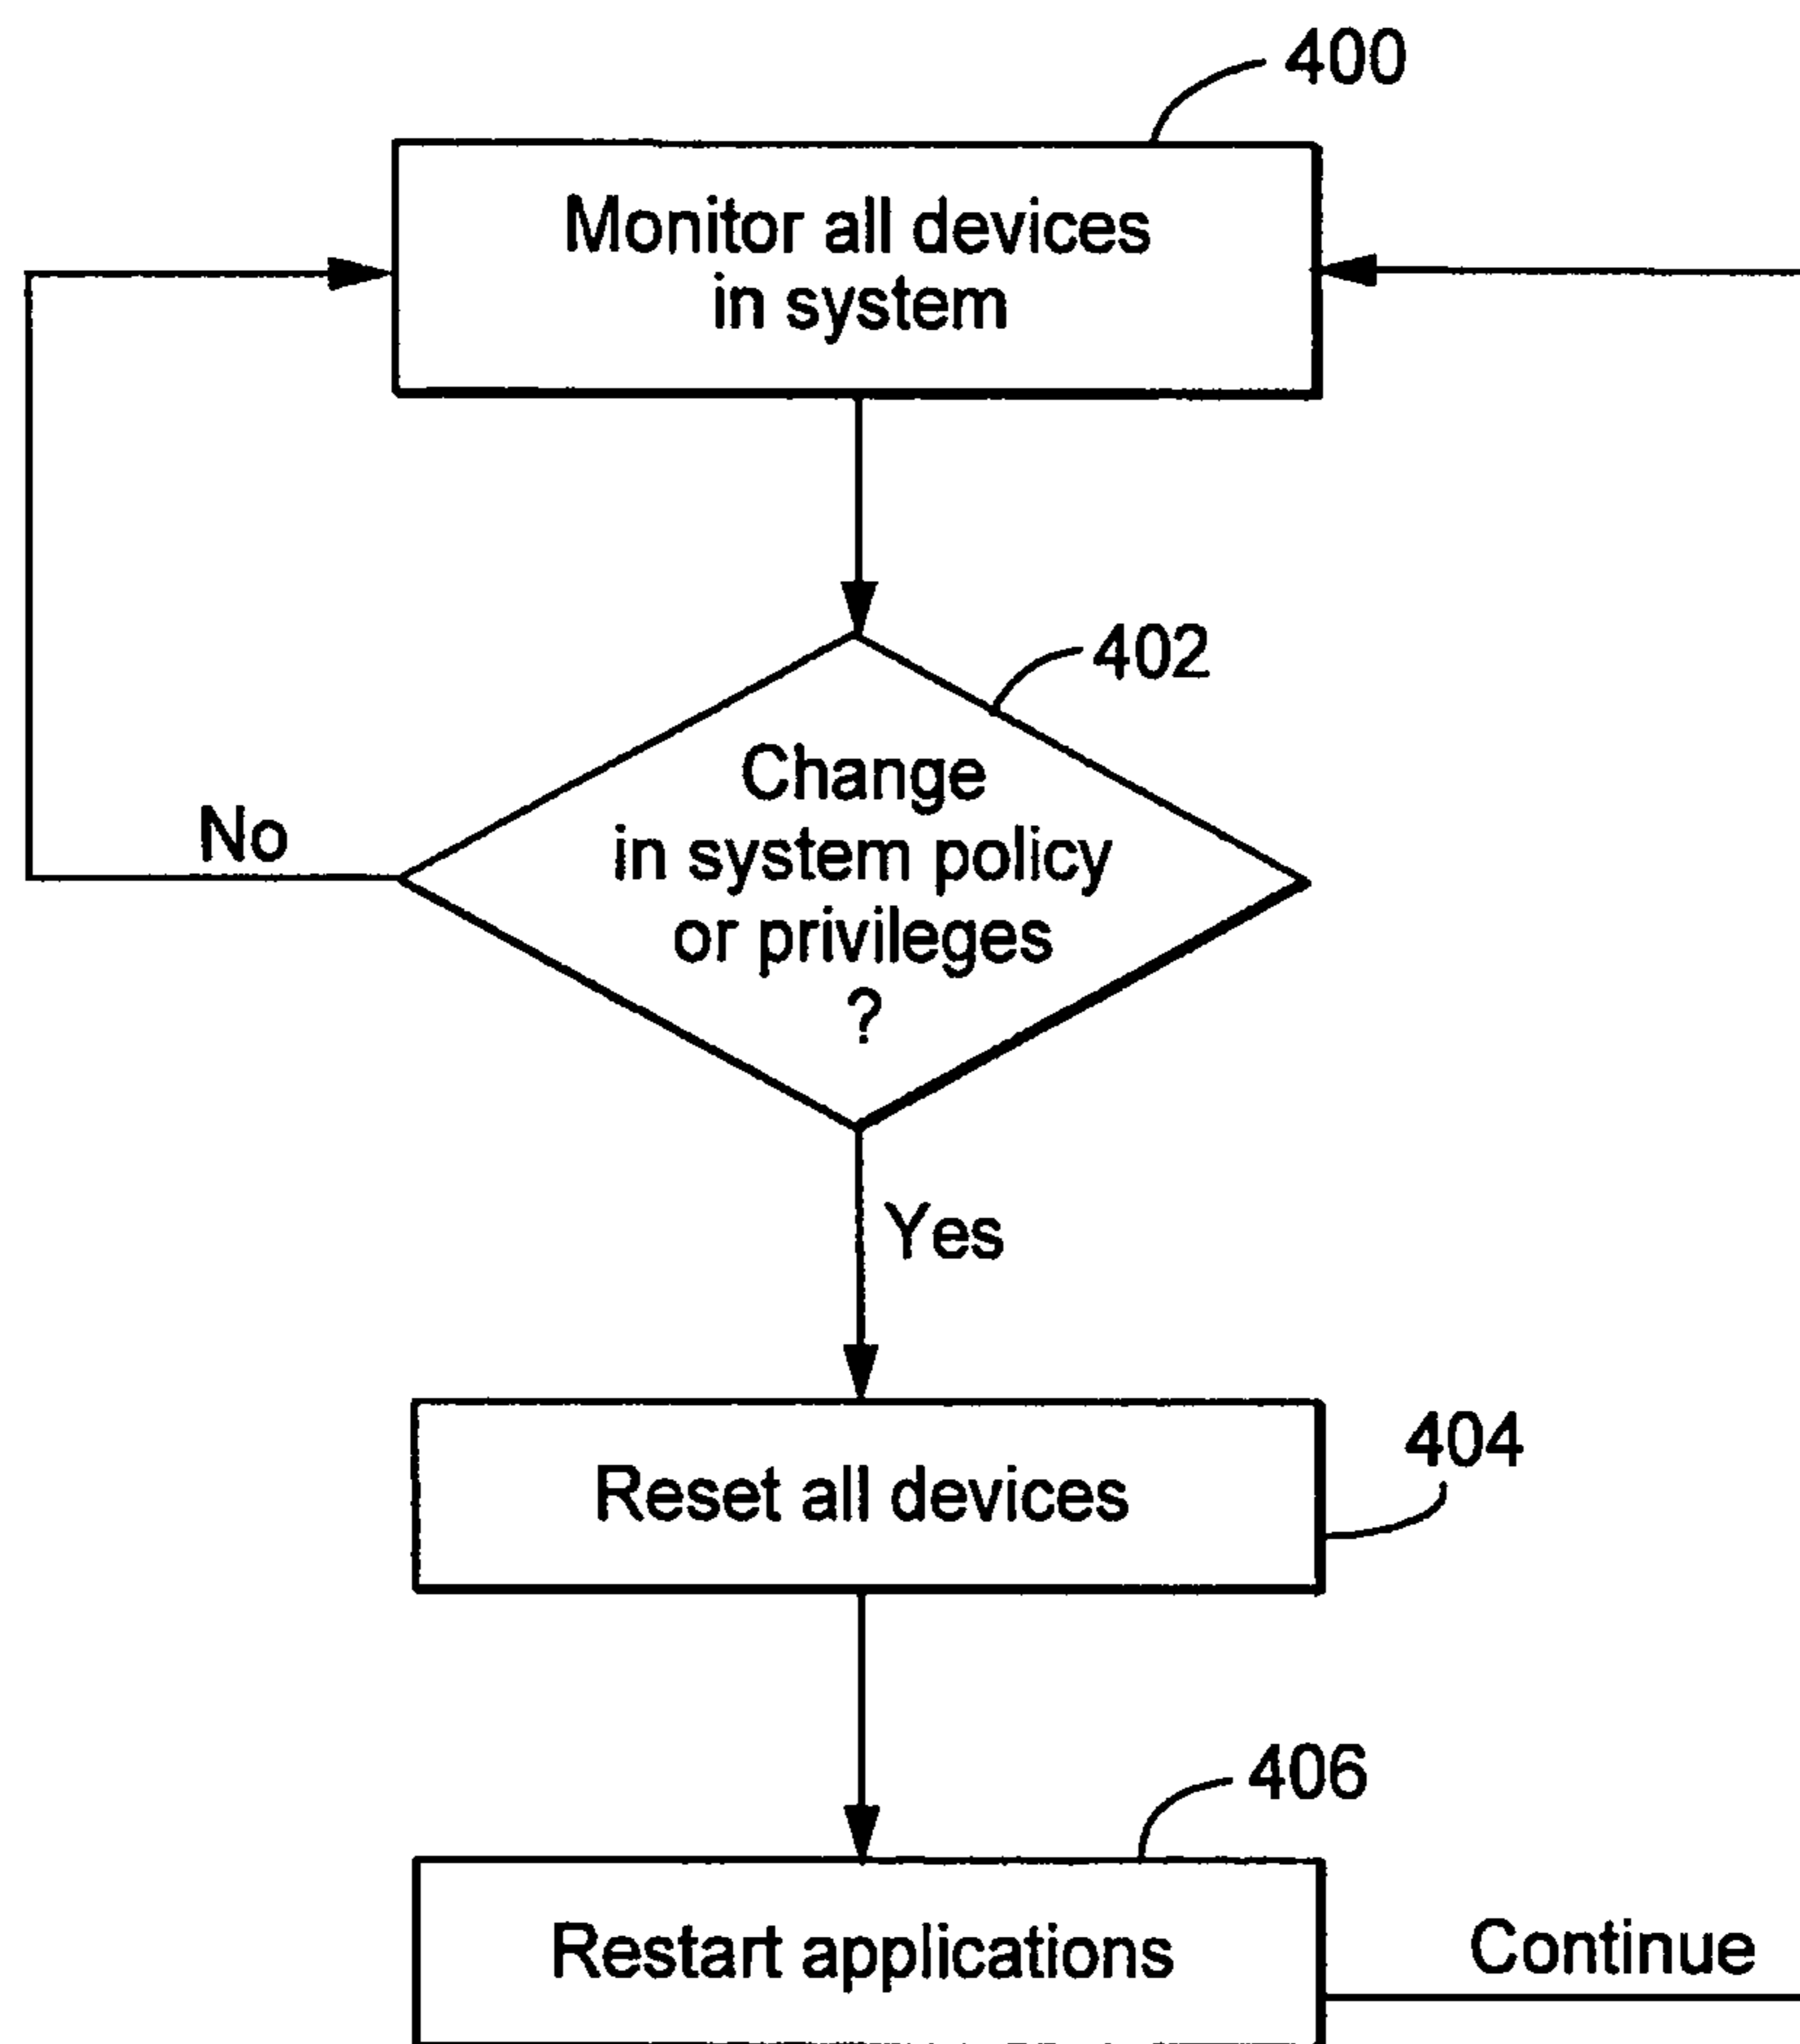 400
Monitor all devices
in system
402
Change
in system policy
or privileges
?
No
Yes
404
Reset all devices
406
Restart applications
Continue